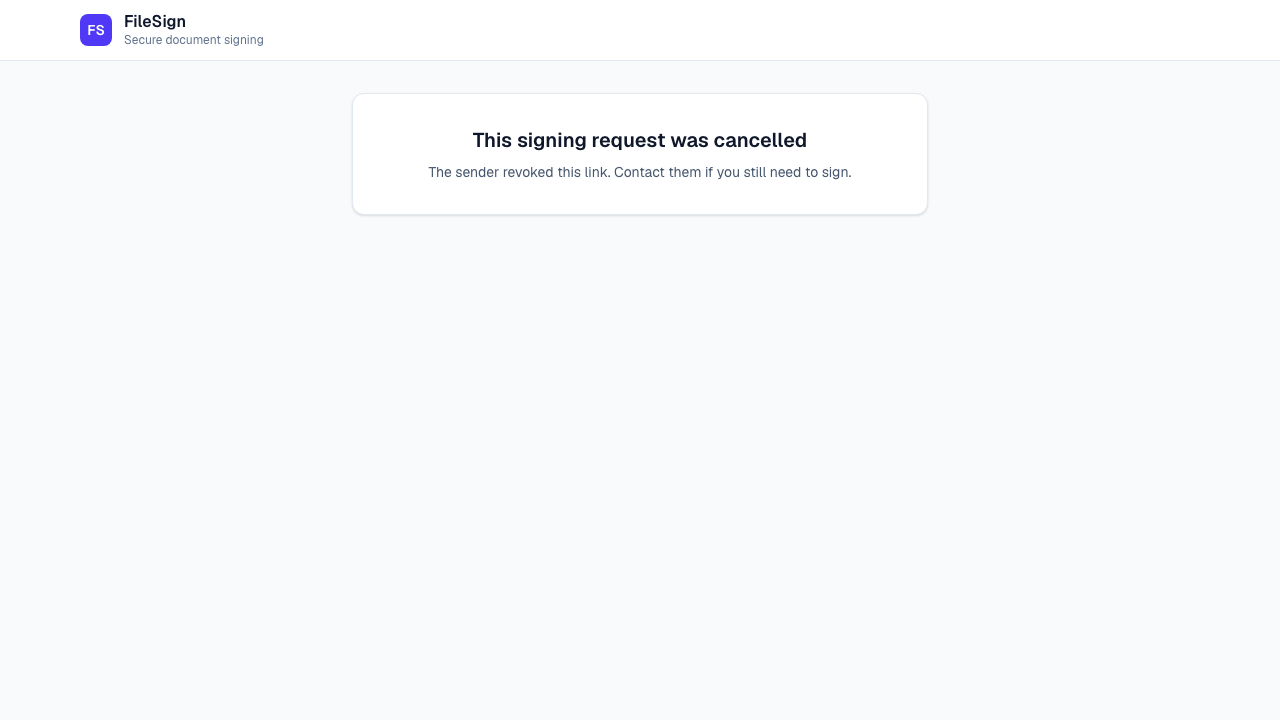 FS
FileSign
Secure document signing
This signing request was cancelled
The sender revoked this link. Contact them if you still need to sign.